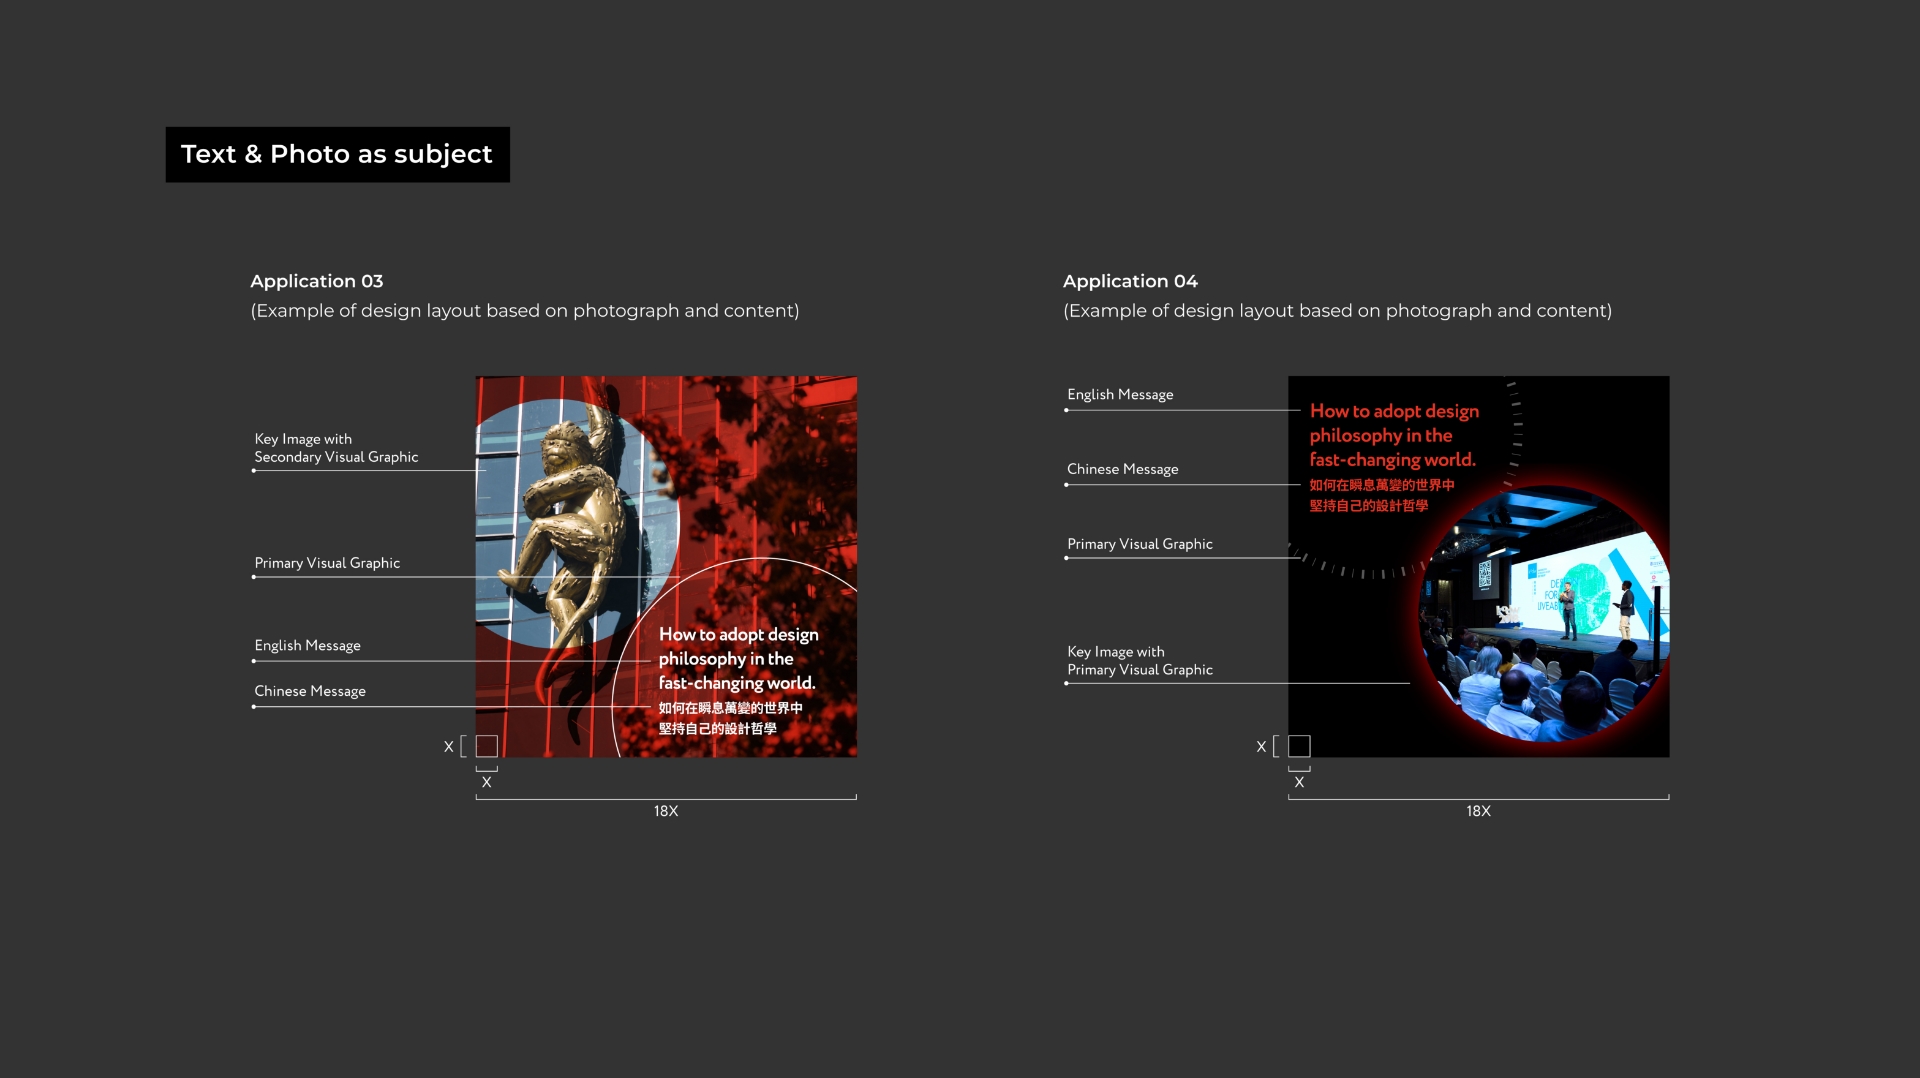 Text & Photo as subject
Application 03
(Example of design layout based on photograph and content)
Key Image with
Secondary Visual Graphic
Primary Visual Graphic
English Message
Chinese Message
How to adopt design
philosophy in the
fast-changing world.
如何在瞬息萬變的世界中
堅持自己的設計哲學
X
X
18X
Application 04
(Example of design layout based on photograph and content)
English Message
Chinese Message
Primary Visual Graphic
Key Image with
Primary Visual Graphic
How to adopt design
philosophy in the
fast-changing world.
如何在瞬息萬變的世界中
堅持自己的設計哲學
X
X
18X